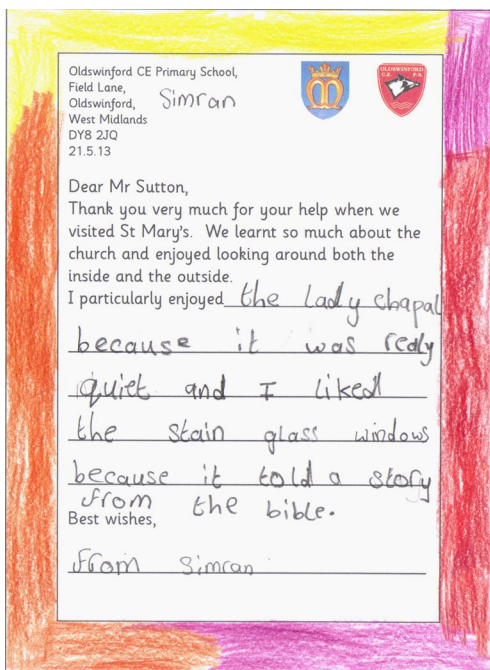 Oldswinford CE Primary School,
Field Lane,
Oldswinford,
Simran
West Midlands
DY8 2JQ
21.5.13
OLDSWINFORD
C.E. P.S.
Dear Mr Sutton,
Thank you very much for your help when we
visited St Mary's. We learnt so much about the
church and enjoyed looking around both the
inside and the outside.
I particularly enjoyed the lady chapal
because it was realy
quiet and I liked
the stain glass windows
because it told a story
from the bible.
Best wishes,
from Simran